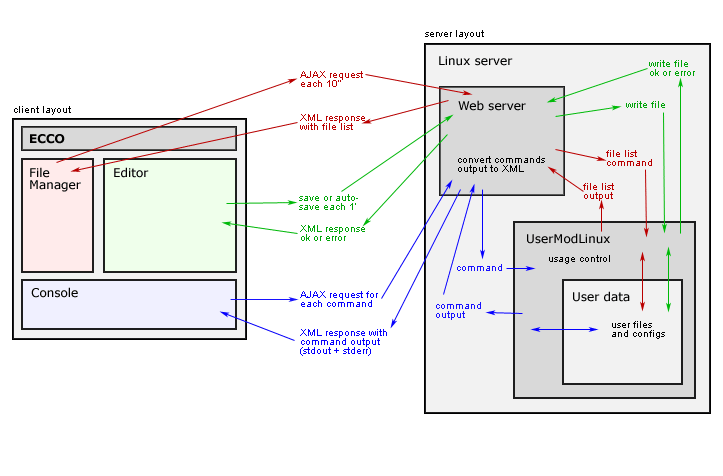 server layout
Linux server
AJAX request
each 10"
write file
ok or error
Web server
write file
client layout
XML response
with file list
ECCO
file list
command
convert commands
output to XML
File
Manager
Editor
file list
output
save or auto-
save each 1'
XML response
ok or error
UserModLinux
usage control
command
Console
AJAX request for
each command
User data
command
output
user files
and configs
XML response with
command output
(stdout + stderr)